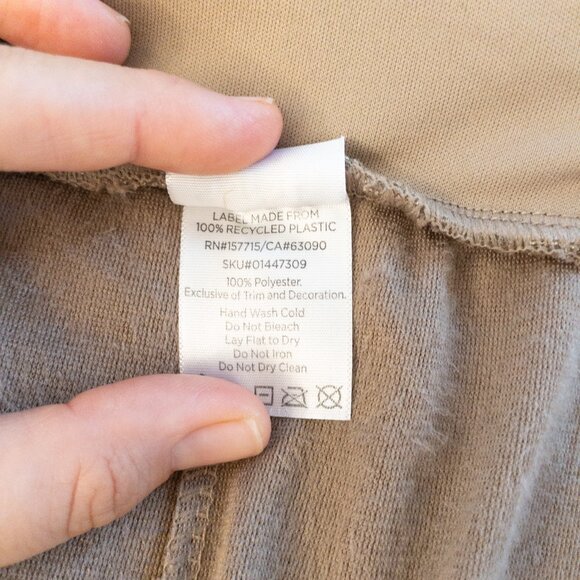 LABEL MADE FROM
100% RECYCLED PLASTIC
RN#157715/CA#63090
SKU#01447309
100% Polyester.
Exclusive of Trim and Decoration.
Hand Wash Cold
Do Not Bleach
Lay Flat to Dry
Do Not Iron
Do Not Dry Clean